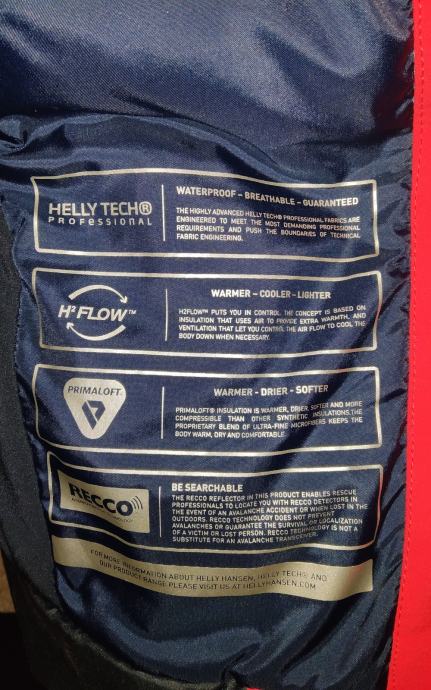 HELLY TECH®
PROFESSIONAL
WATERPROOF - BREATHABLE - GUARANTEED
THE HIGHLY ADVANCED HELLY TECH® PROFESSIONAL FABRICS ARE
ENGINEERED TO MEET THE MOST DEMANDING PROFESSIONAL
REQUIREMENTS AND PUSH THE BOUNDARIES OF TECHNICAL
FABRIC ENGINEERING.
H²FLOW™
WARMER - COOLER - LIGHTER
H2FLOW™ PUTS YOU IN CONTROL. THE CONCEPT IS BASED ON
INSULATION THAT USES AIR TO PROVIDE EXTRA WARMTH, AND
VENTILATION THAT LET YOU CONTROL THE AIR FLOW TO COOL THE
BODY DOWN WHEN NECESSARY.
PRIMALOFT®
WARMER - DRIER - SOFTER
PRIMALOFT® INSULATION IS WARMER, DRIER, SOFTER AND MORE
COMPRESSIBLE THAN OTHER SYNTHETIC INSULATIONS. THE
PROPRIETARY BLEND OF ULTRA-FINE MICROFIBERS KEEPS THE
BODY WARM, DRY AND COMFORTABLE.
RECCO
TECHNOLOGY
BE SEARCHABLE
THE RECCO REFLECTOR IN THIS PRODUCT ENABLES RESCUE
PROFESSIONALS TO LOCATE YOU WITH RECCO DETECTORS IN
THE EVENT OF AN AVALANCHE ACCIDENT OR WHEN LOST IN THE
OUTDOORS. RECCO TECHNOLOGY DOES NOT PREVENT
AVALANCHES OR GUARANTEE THE SURVIVAL OR LOCALIZATION
OF A VICTIM OR LOST PERSON. RECCO TECHNOLOGY IS NOT A
SUBSTITUTE FOR AN AVALANCHE TRANSCEIVER.
FOR MORE INFORMATION ABOUT HELLY HANSEN, HELLY TECH® AND
OUR PRODUCT RANGE PLEASE VISIT US AT HELLYHANSEN.COM